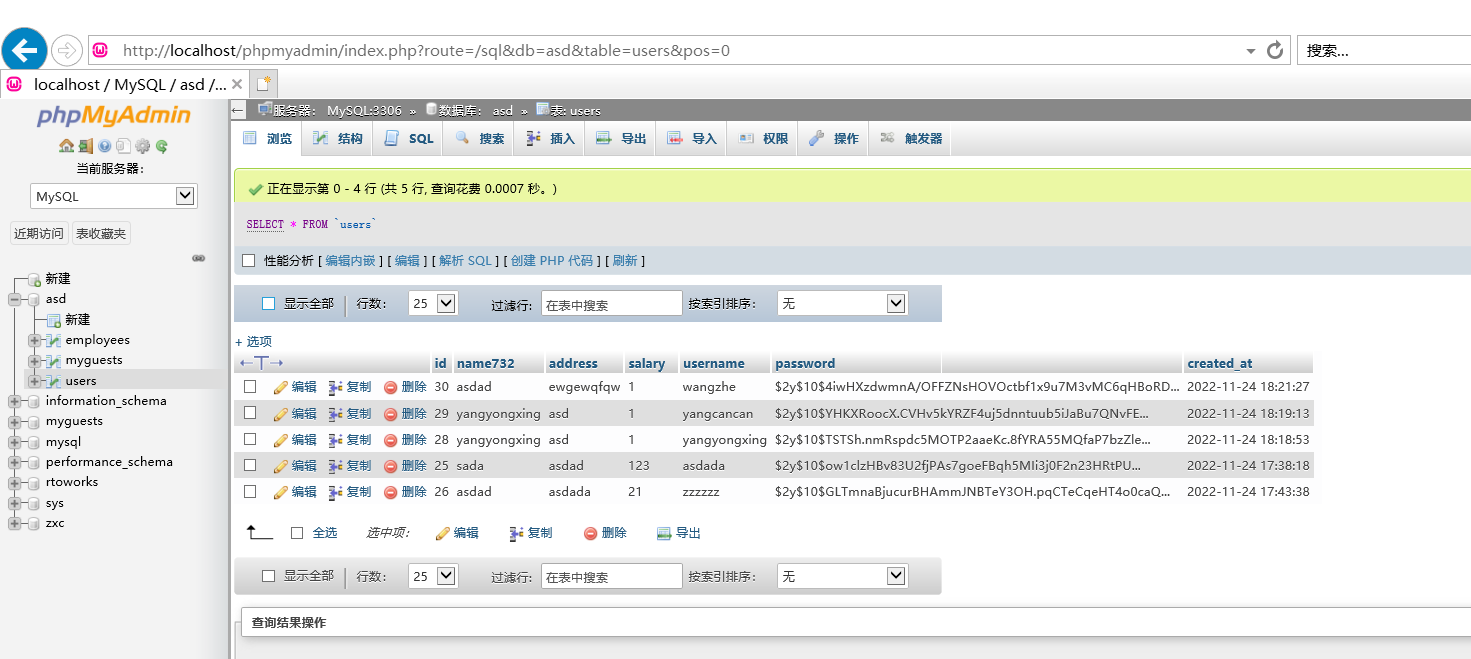 http://localhost/phpmyadmin/index.php?route=/sql&db=asd&table=users&pos=0
搜索...
localhost / MySQL / asd /...
phpMyAdmin
当前服务器:
MySQL
近期访问 表收藏夹
新建
asd
新建
employees
myguests
users
information_schema
myguests
mysql
performance_schema
rtoworks
sys
zxc
服务器: MySQL:3306 » 数据库: asd » 表: users
浏览 结构 SQL 搜索 插入 导出 导入 权限 操作 触发器
正在显示第 0 - 4 行 (共 5 行, 查询花费 0.0007 秒。)
SELECT * FROM `users`
性能分析 [ 编辑内嵌 ] [ 编辑 ] [ 解析 SQL ] [ 创建 PHP 代码 ] [ 刷新 ]
显示全部 行数: 25 过滤行: 在表中搜索 按索引排序: 无
+ 选项
←T→ id name732 address salary username password created_at
编辑 复制 删除 30 asdad ewgewqfqw 1 wangzhe $2y$10$4iwHXzdwmnA/OFFZNsHOVOctbf1x9u7M3vMC6qHBoRD... 2022-11-24 18:21:27
编辑 复制 删除 29 yangyongxing asd 1 yangcancan $2y$10$YHKXRoocX.CVHv5kYRZF4uj5dnntuub5iJaBu7QNvFE... 2022-11-24 18:19:13
编辑 复制 删除 28 yangyongxing asd 1 yangyongxing $2y$10$TSTSh.nmRspdc5MOTP2aaeKc.8fYRA55MQfaP7bzZle... 2022-11-24 18:18:53
编辑 复制 删除 25 sada asdad 123 asdada $2y$10$ow1clzHBv83U2fjPAs7goeFBqh5MIi3j0F2n23HRtPU... 2022-11-24 17:38:18
编辑 复制 删除 26 asdad asdada 21 zzzzzz $2y$10$GLTmnaBjucurBHAmmJNBTeY3OH.pqCTeCqeHT4o0caQ... 2022-11-24 17:43:38
全选 选中项: 编辑 复制 删除 导出
显示全部 行数: 25 过滤行: 在表中搜索 按索引排序: 无
查询结果操作